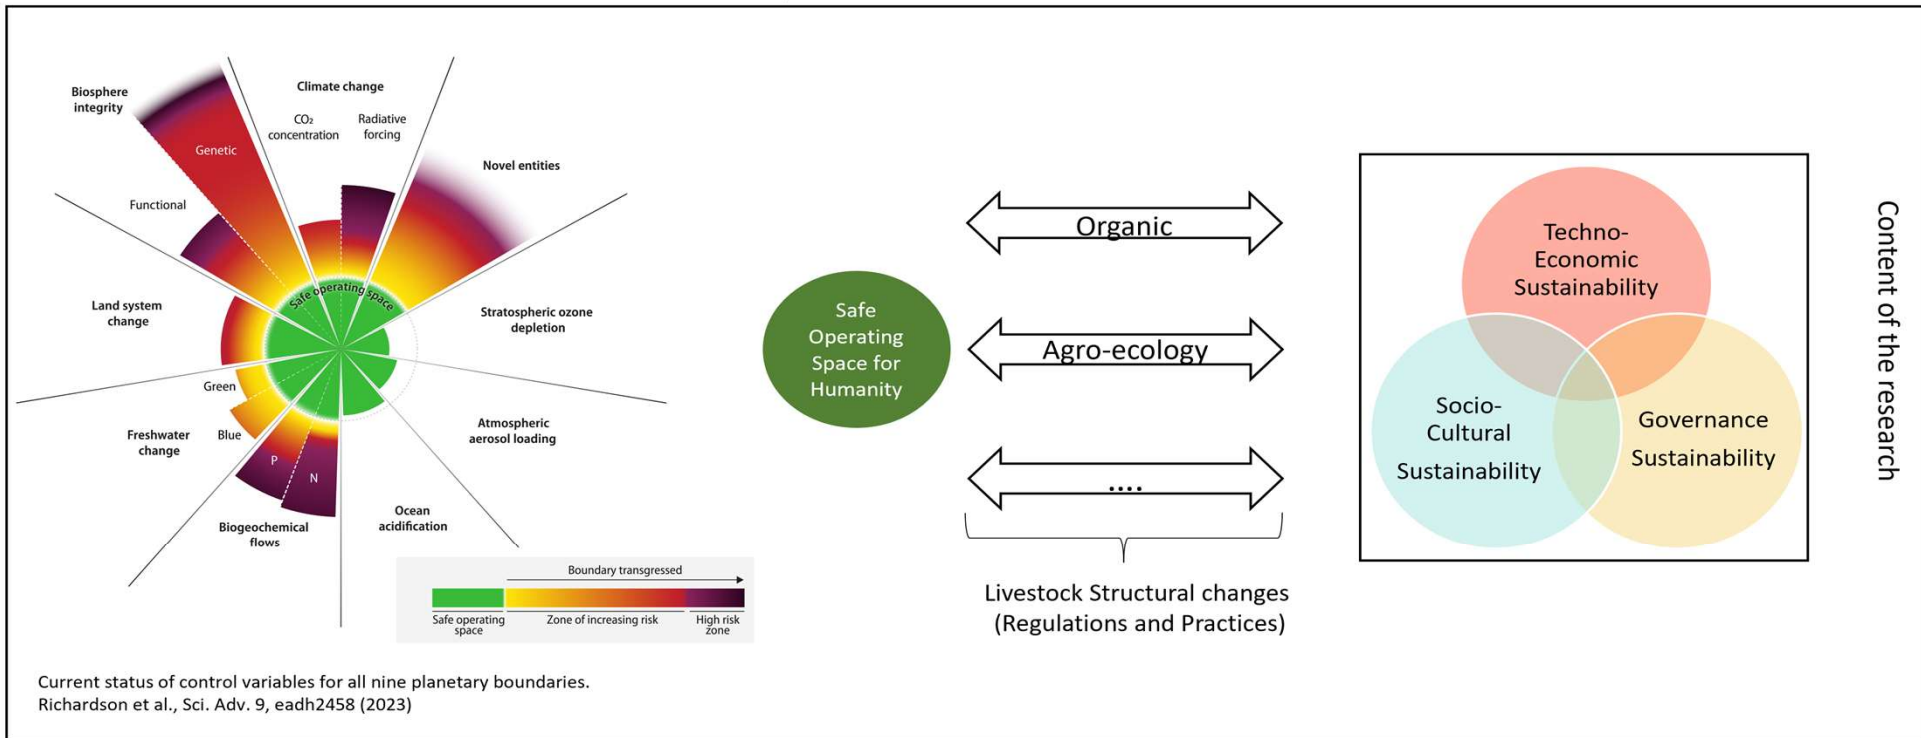 Biosphere
integrity
Climate change
CO₂
concentration
Radiative
forcing
Genetic
Novel entities
Functional
Safe operating space
Land system
change
Stratospheric ozone
depletion
Green
Blue
Freshwater
change
Atmospheric
aerosol loading
P
N
Biogeochemical
flows
Ocean
acidification
Boundary transgressed
Safe operating
space
Zone of increasing risk
High risk
zone
Current status of control variables for all nine planetary boundaries.
Richardson et al., Sci. Adv. 9, eadh2458 (2023)
Safe
Operating
Space for
Humanity
Organic
Agro-ecology
....
Livestock Structural changes
(Regulations and Practices)
Techno-
Economic
Sustainability
Socio-
Cultural
Sustainability
Governance
Sustainability
Content of the research